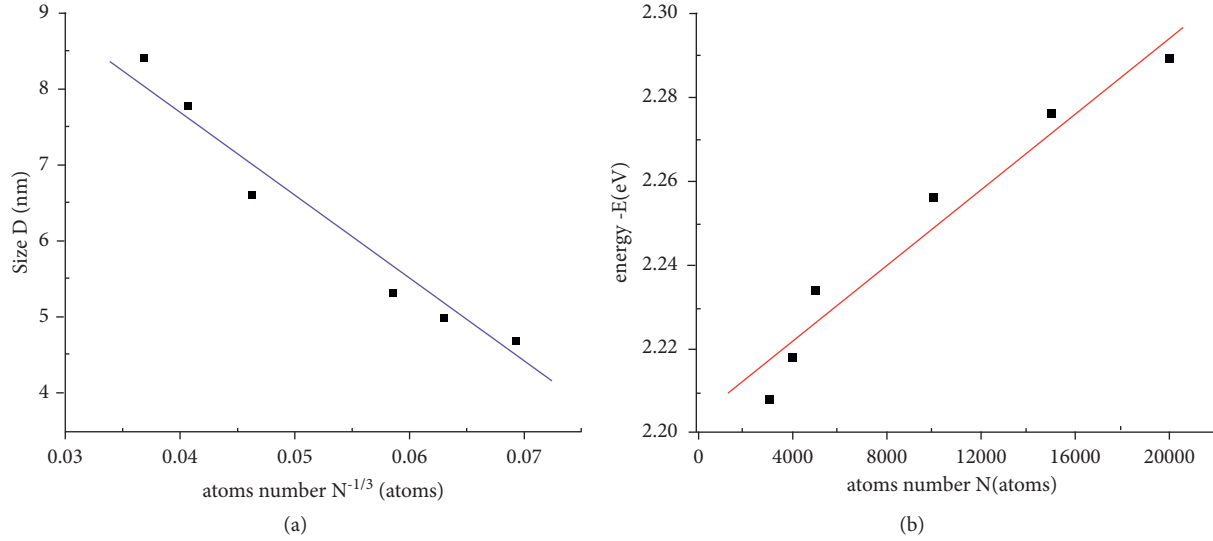 9
8
7
6
5
4
Size D (nm)
0.03 0.04 0.05 0.06 0.07
atoms number N-1/3 (atoms)
(a)
2.30
2.28
2.26
2.24
2.22
2.20
energy -E(eV)
0 4000 8000 12000 16000 20000
atoms number N(atoms)
(b)